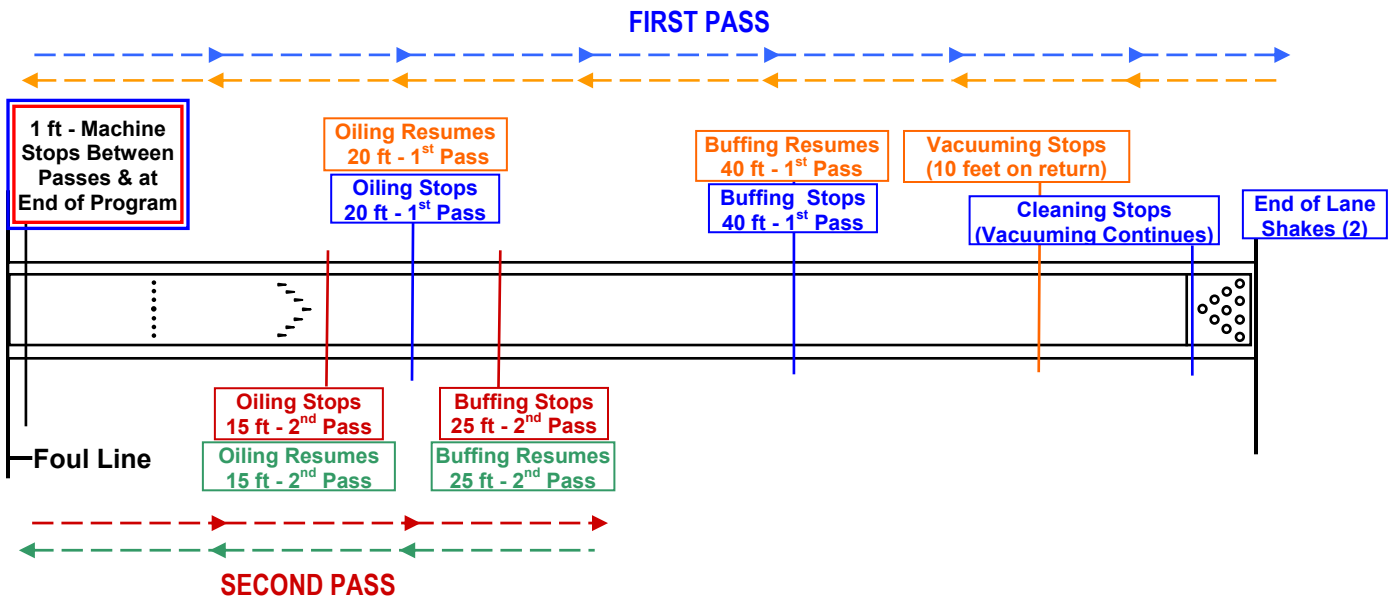 FIRST PASS
1 ft - Machine
Stops Between
Passes & at
End of Program
Oiling Resumes
20 ft - 1st Pass
Oiling Stops
20 ft - 1st Pass
Buffing Resumes
40 ft - 1st Pass
Buffing Stops
40 ft - 1st Pass
Vacuuming Stops
(10 feet on return)
Cleaning Stops
(Vacuuming Continues)
End of Lane
Shakes (2)
Oiling Stops
15 ft - 2nd Pass
Oiling Resumes
15 ft - 2nd Pass
Buffing Stops
25 ft - 2nd Pass
Buffing Resumes
25 ft - 2nd Pass
Foul Line
SECOND PASS